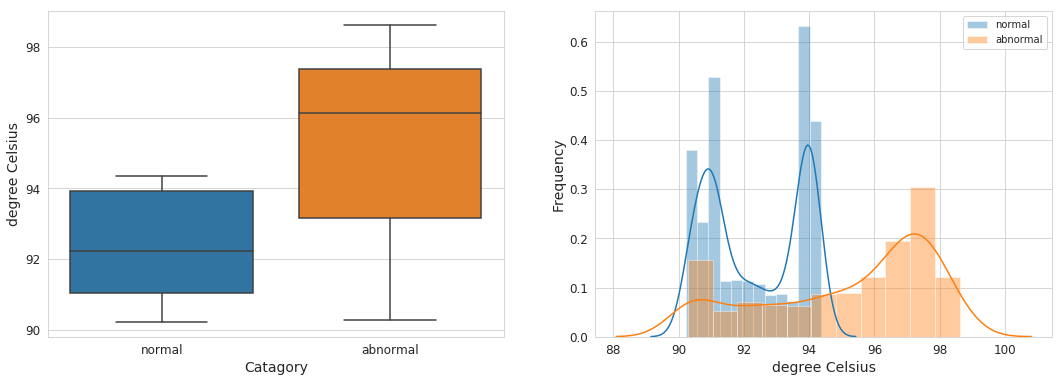 98
96
94
92
90
degree Celsius
normal abnormal
Catagory
normal
abnormal
0.6
0.5
0.4
0.3
0.2
0.1
0.0
Frequency
88 90 92 94 96 98 100
degree Celsius